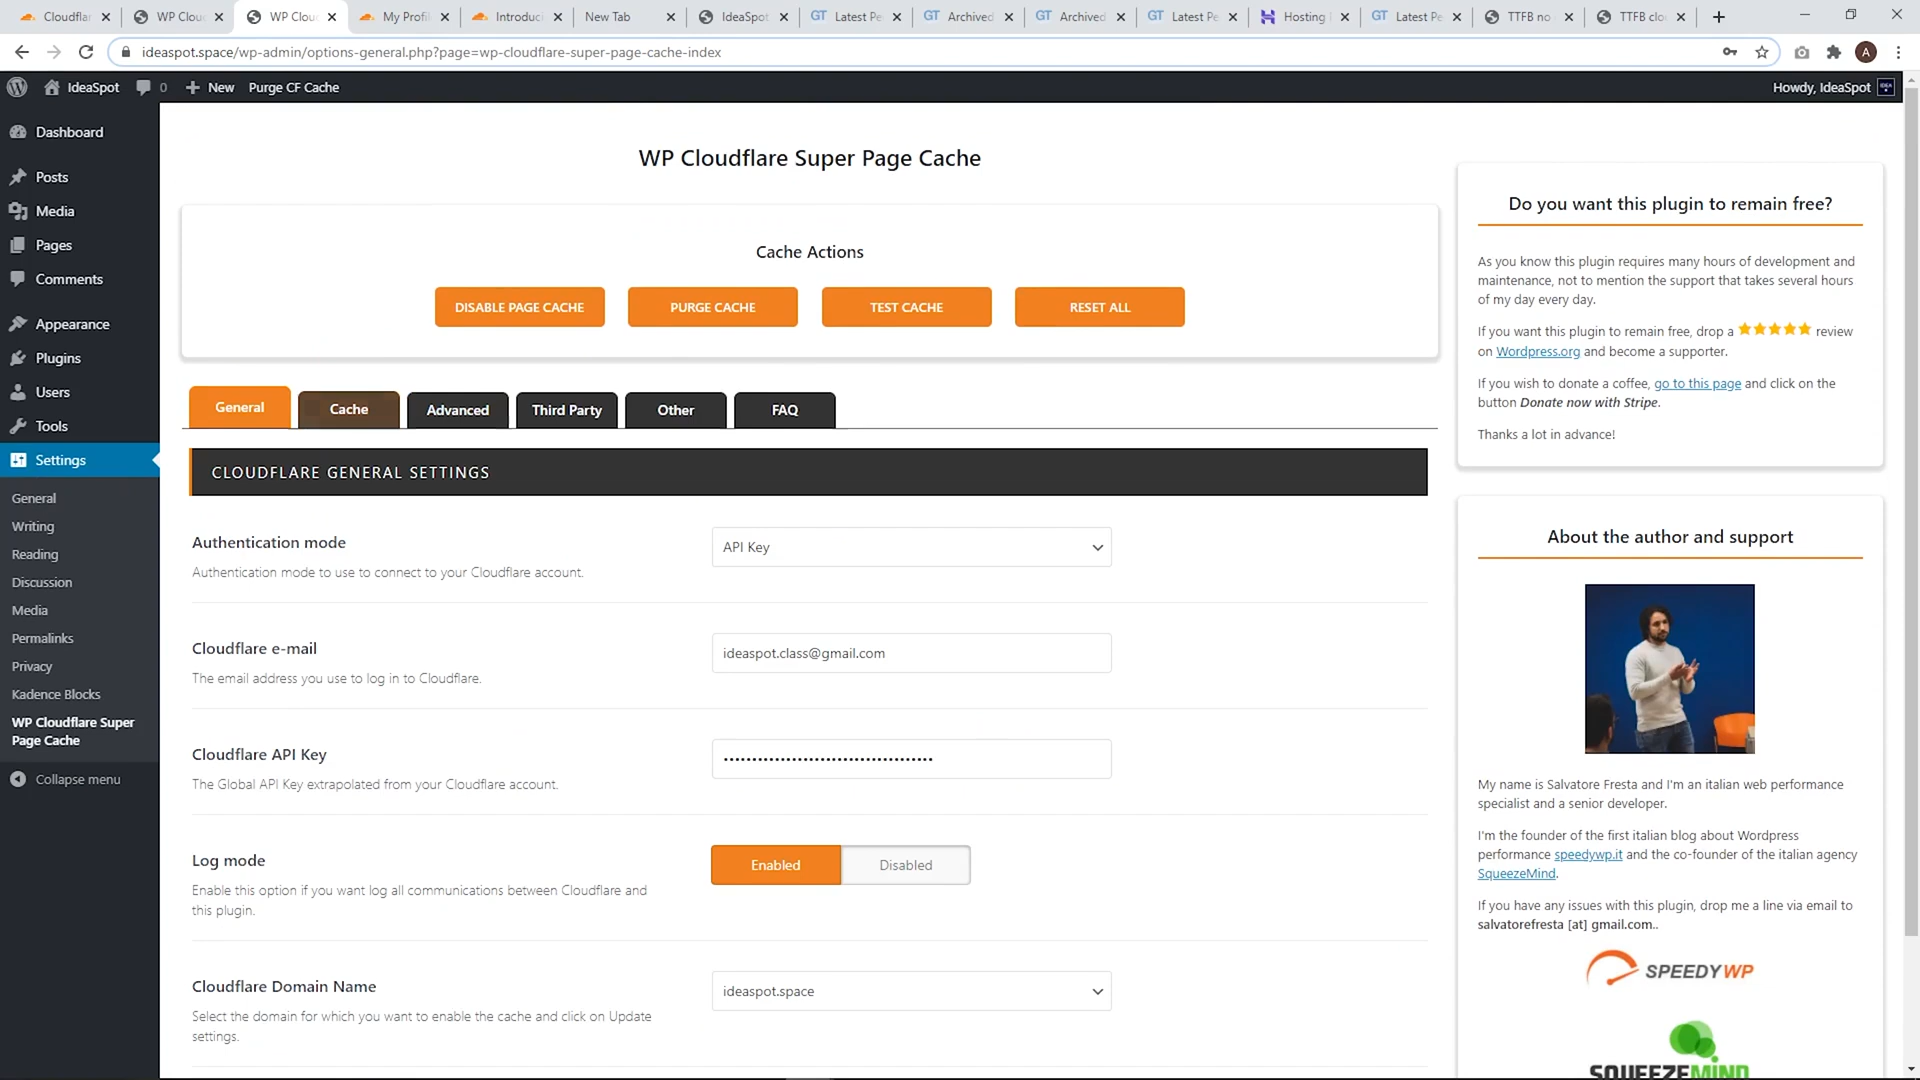 Cloudflar
WP Clou
WP Clou
My Profil
Introduci
New Tab
IdeaSpot
Latest Pe
Archived
Archived
Latest Pe
Hosting
Latest Pe
TTFB no
TTFB clo
ideaspot.space/wp-admin/options-general.php?page=wp-cloudflare-super-page-cache-index
A
IdeaSpot
0
New
Purge CF Cache
Howdy, IdeaSpot
Dashboard
Posts
Media
Pages
Comments
Appearance
Plugins
Users
Tools
Settings
General
Writing
Reading
Discussion
Media
Permalinks
Privacy
Kadence Blocks
WP Cloudflare Super
Page Cache
Collapse menu
WP Cloudflare Super Page Cache
Cache Actions
DISABLE PAGE CACHE
PURGE CACHE
TEST CACHE
RESET ALL
General
Cache
Advanced
Third Party
Other
FAQ
CLOUDFLARE GENERAL SETTINGS
Authentication mode
Authentication mode to use to connect to your Cloudflare account.
API Key
Cloudflare e-mail
The email address you use to log in to Cloudflare.
ideaspot.class@gmail.com
Cloudflare API Key
The Global API Key extrapolated from your Cloudflare account.
Log mode
Enable this option if you want log all communications between Cloudflare and
this plugin.
Enabled
Disabled
Cloudflare Domain Name
Select the domain for which you want to enable the cache and click on Update
settings.
ideaspot.space
Do you want this plugin to remain free?
As you know this plugin requires many hours of development and
maintenance, not to mention the support that takes several hours
of my day every day.
If you want this plugin to remain free, drop a review
on Wordpress.org and become a supporter.
If you wish to donate a coffee, go to this page and click on the
button Donate now with Stripe.
Thanks a lot in advance!
About the author and support
My name is Salvatore Fresta and I'm an italian web performance
specialist and a senior developer.
I'm the founder of the first italian blog about Wordpress
performance speedywp.it and the co-founder of the italian agency
SqueezeMind.
If you have any issues with this plugin, drop me a line via email to
salvatorefresta [at] gmail.com..
SPEEDYWP
SQUEEZEMIND